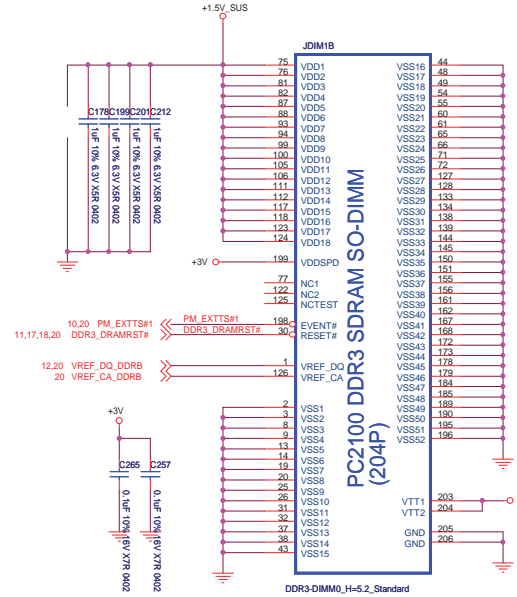 +1.5V_SUS
JDIM1B
75 VDD1 VSS16 44
76 VDD2 VSS17 48
81 VDD3 VSS18 49
82 VDD4 VSS19 54
87 VDD5 VSS20 55
88 VDD6 VSS21 60
93 VDD7 VSS22 61
94 VDD8 VSS23 65
99 VDD9 VSS24 66
100 VDD10 VSS25 71
105 VDD11 VSS26 72
106 VDD12 VSS27 127
111 VDD13 VSS28 128
112 VDD14 VSS29 133
117 VDD15 VSS30 134
118 VDD16 VSS31 138
123 VDD17 VSS32 139
124 VDD18 VSS33 144
VSS34 145
+3V 199 VDDSPD VSS35 150
VSS36 151
77 NC1 VSS37 155
122 NC2 VSS38 156
125 NCTEST VSS39 161
VSS40 162
10,20 PM_EXTTS#1 PM_EXTTS#1 198 EVENT# VSS41 167
11,17,18,20 DDR3_DRAMRST# DDR3_DRAMRST# 30 RESET# VSS42 168
VSS43 172
VSS44 173
12,20 VREF_DQ_DDRB 1 VREF_DQ VSS45 178
20 VREF_CA_DDRB 126 VREF_CA VSS46 179
VSS47 184
VSS48 185
2 VSS1 VSS49 189
3 VSS2 VSS50 190
8 VSS3 VSS51 195
9 VSS4 VSS52 196
13 VSS5
14 VSS6
19 VSS7
20 VSS8
25 VSS9
26 VSS10 VTT1 203
31 VSS11 VTT2 204
32 VSS12
37 VSS13 GND 205
38 VSS14 GND 206
43 VSS15
PC2100 DDR3 SDRAM SO-DIMM
(204P)
C178 C199 C201 C212
1uF 10% 6.3V X5R 0402
1uF 10% 6.3V X5R 0402
1uF 10% 6.3V X5R 0402
1uF 10% 6.3V X5R 0402
+3V
C265 C257
0.1uF 10% 16V X7R 0402
0.1uF 10% 16V X7R 0402
DDR3-DIMM0_H=5.2_Standard